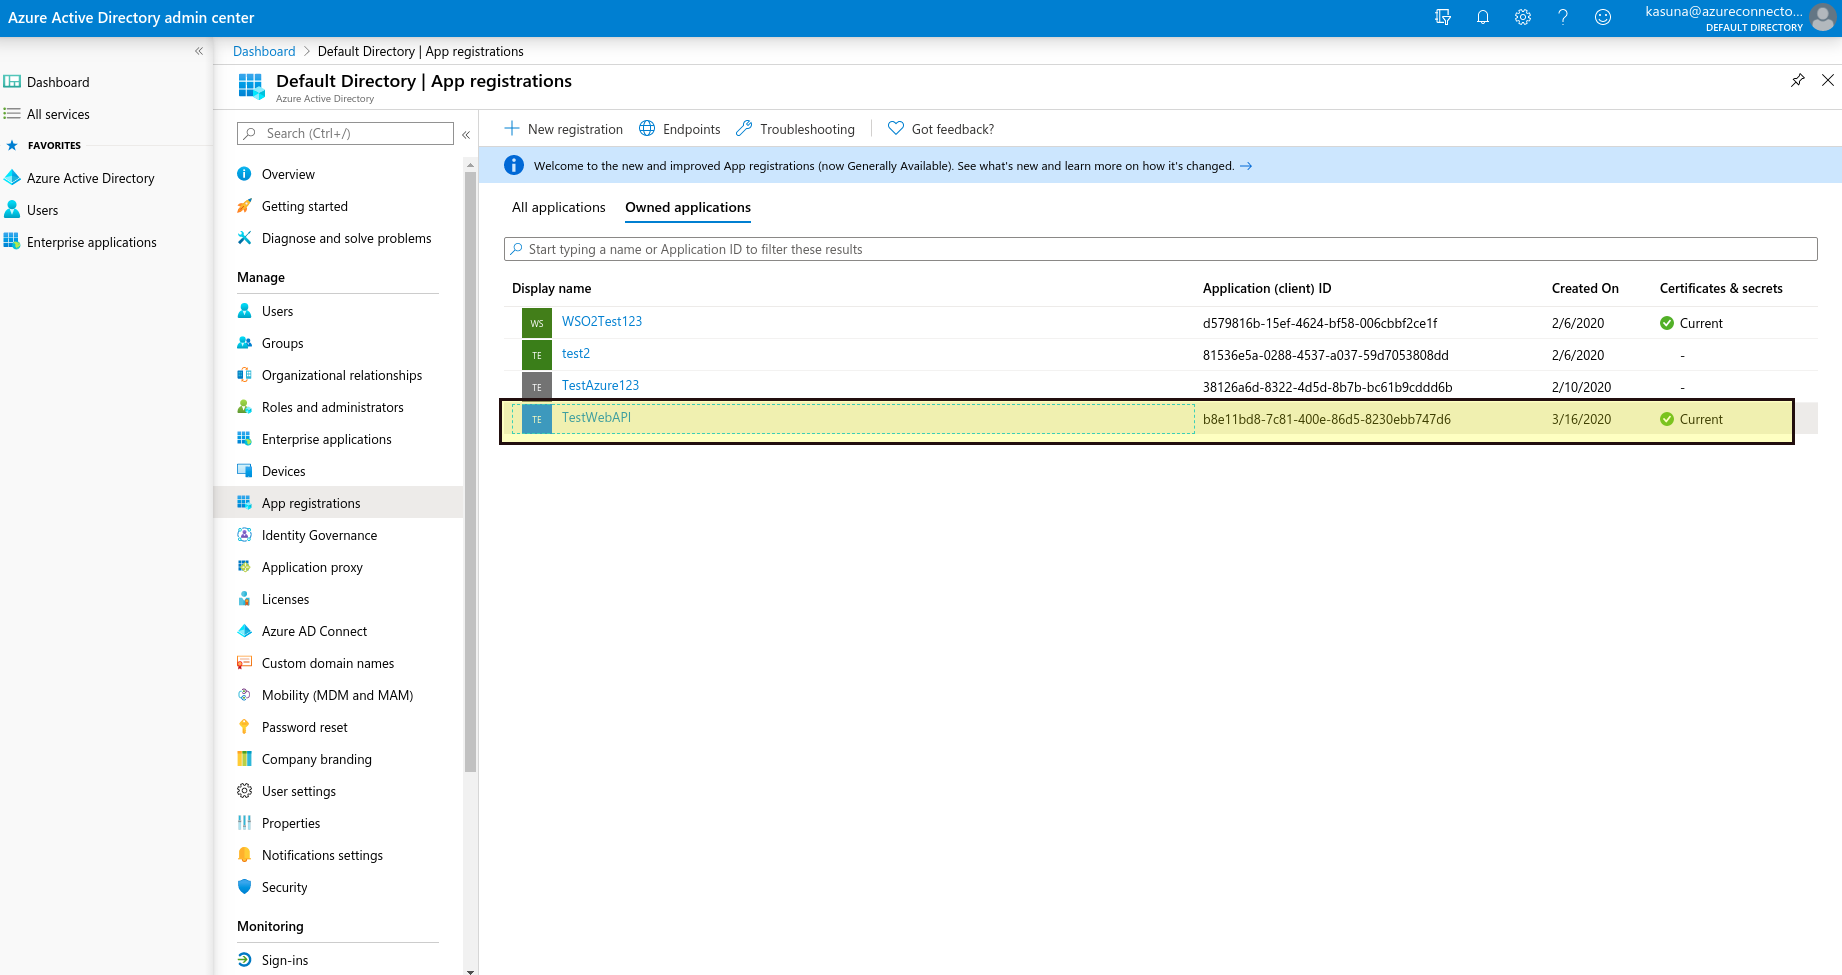 Azure Active Directory admin center
kasuna@azureconnecto...
DEFAULT DIRECTORY
«
Dashboard
All services
FAVORITES
Azure Active Directory
Users
Enterprise applications
Dashboard > Default Directory | App registrations
Default Directory | App registrations
Azure Active Directory
Search (Ctrl+/)
«
Overview
Getting started
Diagnose and solve problems
Manage
Users
Groups
Organizational relationships
Roles and administrators
Enterprise applications
Devices
App registrations
Identity Governance
Application proxy
Licenses
Azure AD Connect
Custom domain names
Mobility (MDM and MAM)
Password reset
Company branding
User settings
Properties
Notifications settings
Security
Monitoring
Sign-ins
New registration Endpoints Troubleshooting Got feedback?
Welcome to the new and improved App registrations (now Generally Available). See what's new and learn more on how it's changed. →
All applications Owned applications
Start typing a name or Application ID to filter these results
Display name Application (client) ID Created On Certificates & secrets
WS WSO2Test123 d579816b-15ef-4624-bf58-006cbbf2ce1f 2/6/2020 Current
TE test2 81536e5a-0288-4537-a037-59d7053808dd 2/6/2020 -
TE TestAzure123 38126a6d-8322-4d5d-8b7b-bc61b9cddd6b 2/10/2020 -
TE TestWebAPI b8e11bd8-7c81-400e-86d5-8230ebb747d6 3/16/2020 Current